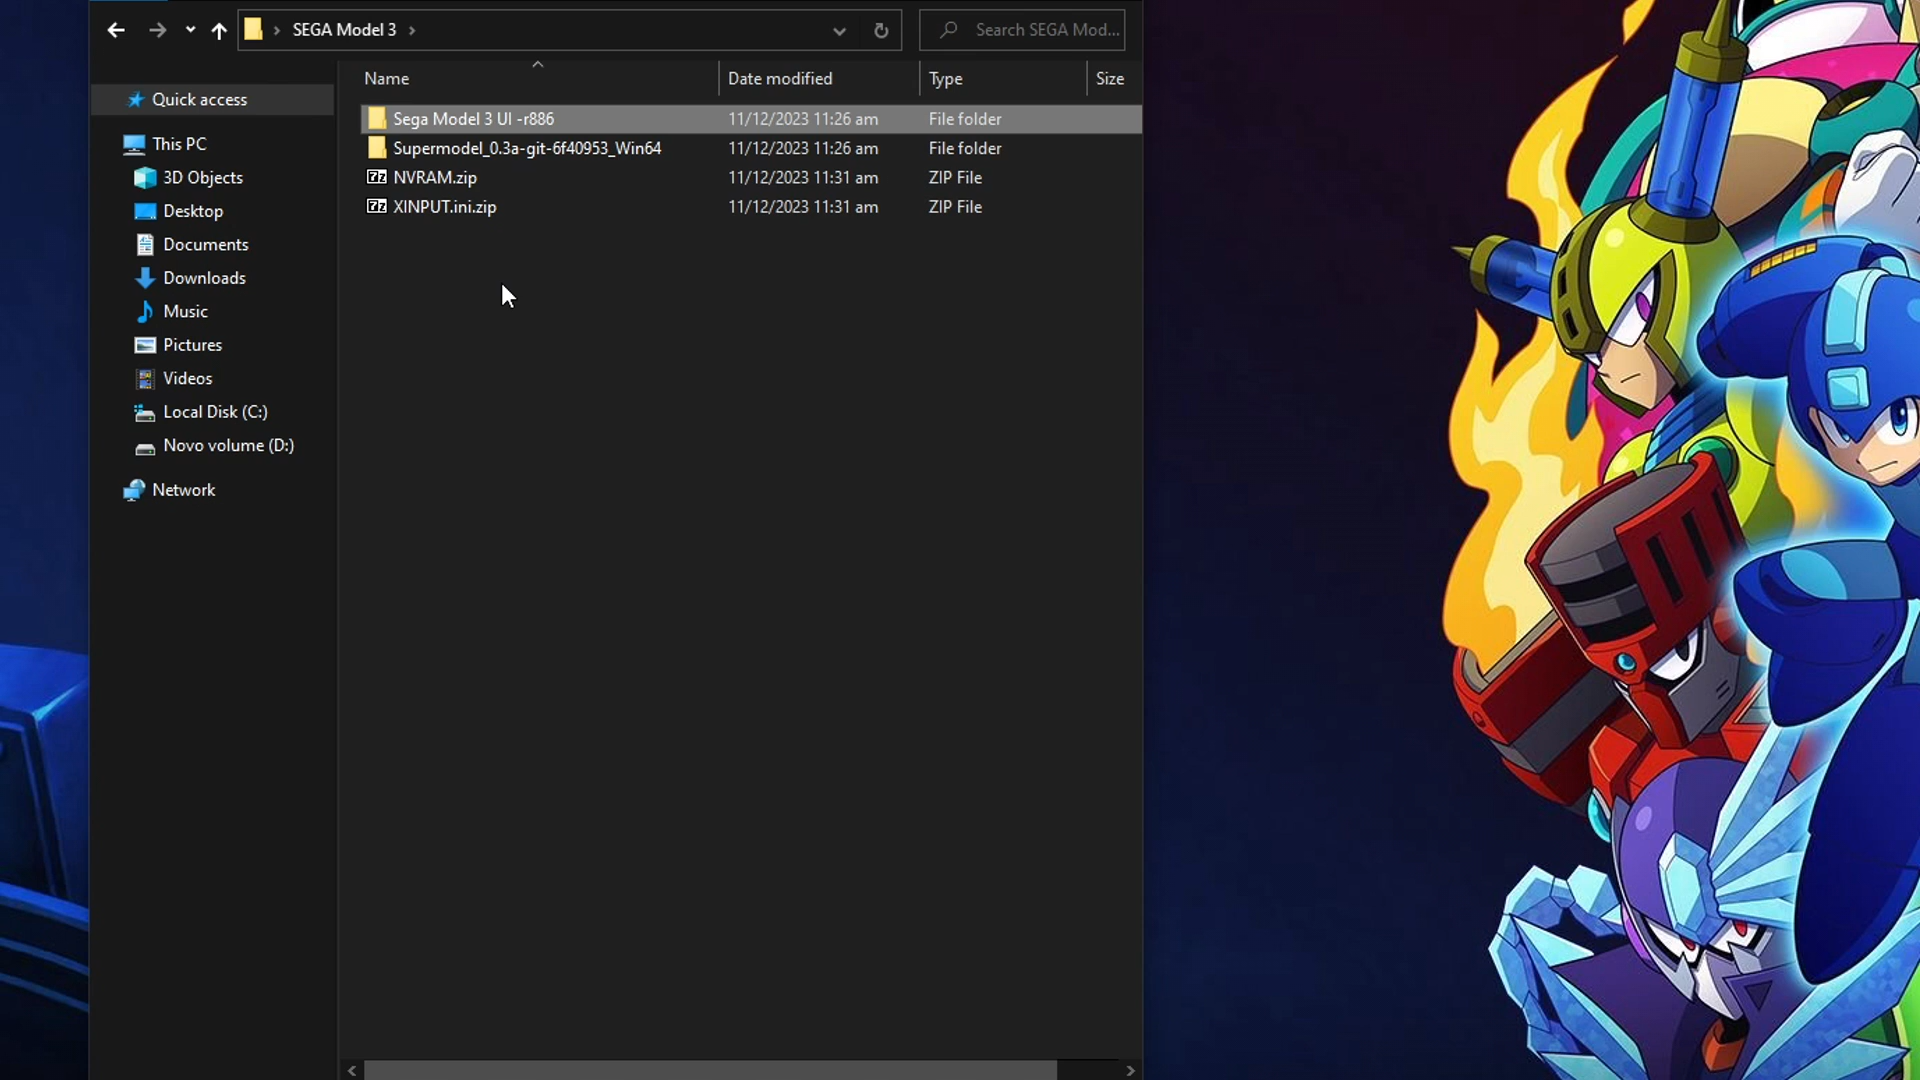 SEGA Model 3
Search SEGA Mod...
Name
Date modified
Type
Size
Quick access
This PC
3D Objects
Desktop
Documents
Downloads
Music
Pictures
Videos
Local Disk (C:)
Novo volume (D:)
Network
Sega Model 3 UI -r886 11/12/2023 11:26 am File folder
Supermodel_0.3a-git-6f40953_Win64 11/12/2023 11:26 am File folder
7z NVRAM.zip 11/12/2023 11:31 am ZIP File
7z XINPUT.ini.zip 11/12/2023 11:31 am ZIP File